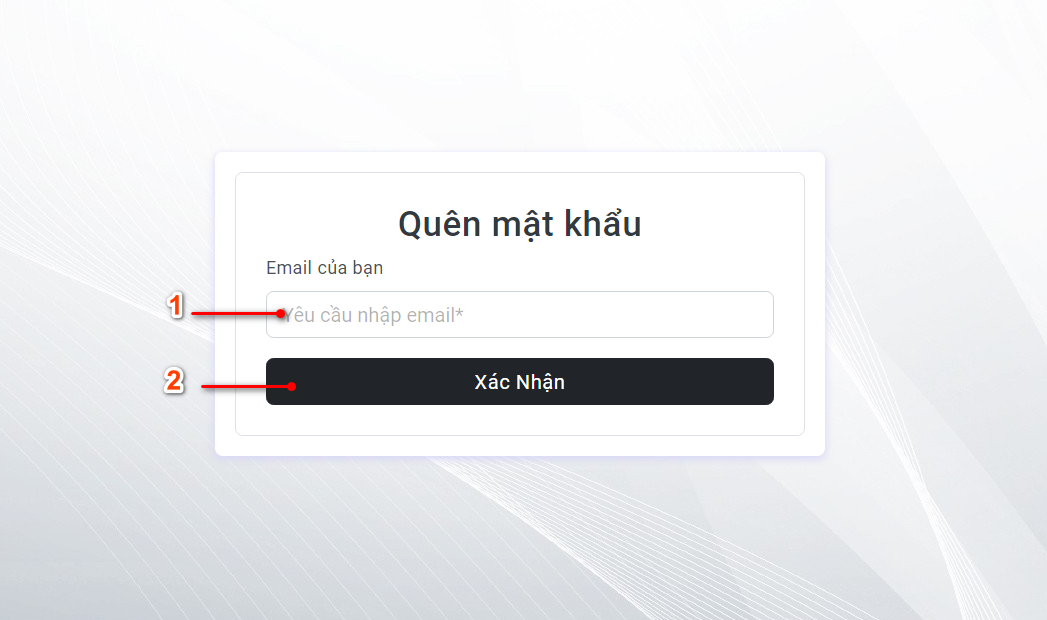 Quên mật khẩu
Email của bạn
1
Yêu cầu nhập email*
2
Xác Nhận